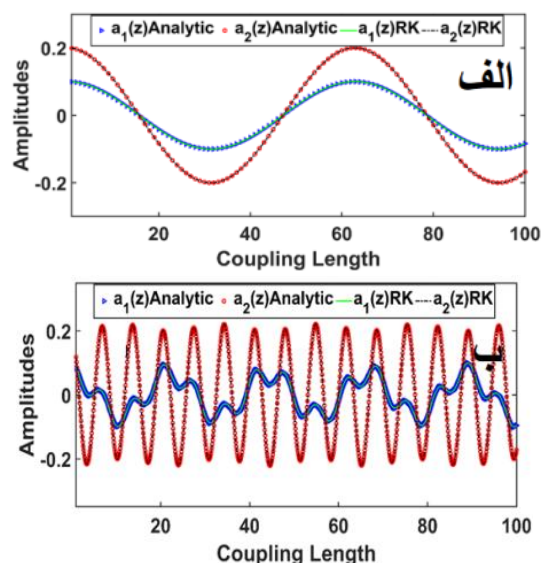 a1(z)Analytic a2(z)Analytic a1(z)RK a2(z)RK
الف
0.2
0
-0.2
Amplitudes
20 40 60 80 100
Coupling Length
a1(z)Analytic a2(z)Analytic a1(z)RK a2(z)RK
ب
0.2
0
-0.2
Amplitudes
20 40 60 80 100
Coupling Length